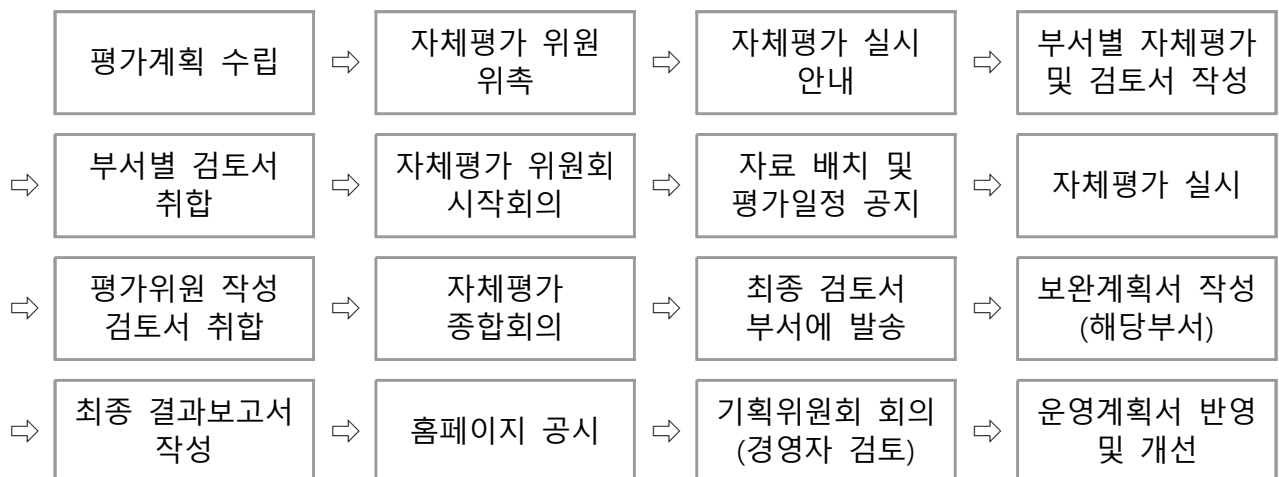 평가계획 수립 ⇨ 자체평가 위원 위촉 ⇨ 자체평가 실시 안내 ⇨ 부서별 자체평가 및 검토서 작성
⇨ 부서별 검토서 취합 ⇨ 자체평가 위원회 시작회의 ⇨ 자료 배치 및 평가일정 공지 ⇨ 자체평가 실시
⇨ 평가위원 작성 검토서 취합 ⇨ 자체평가 종합회의 ⇨ 최종 검토서 부서에 발송 ⇨ 보완계획서 작성 (해당부서)
⇨ 최종 결과보고서 작성 ⇨ 홈페이지 공시 ⇨ 기획위원회 회의 (경영자 검토) ⇨ 운영계획서 반영 및 개선